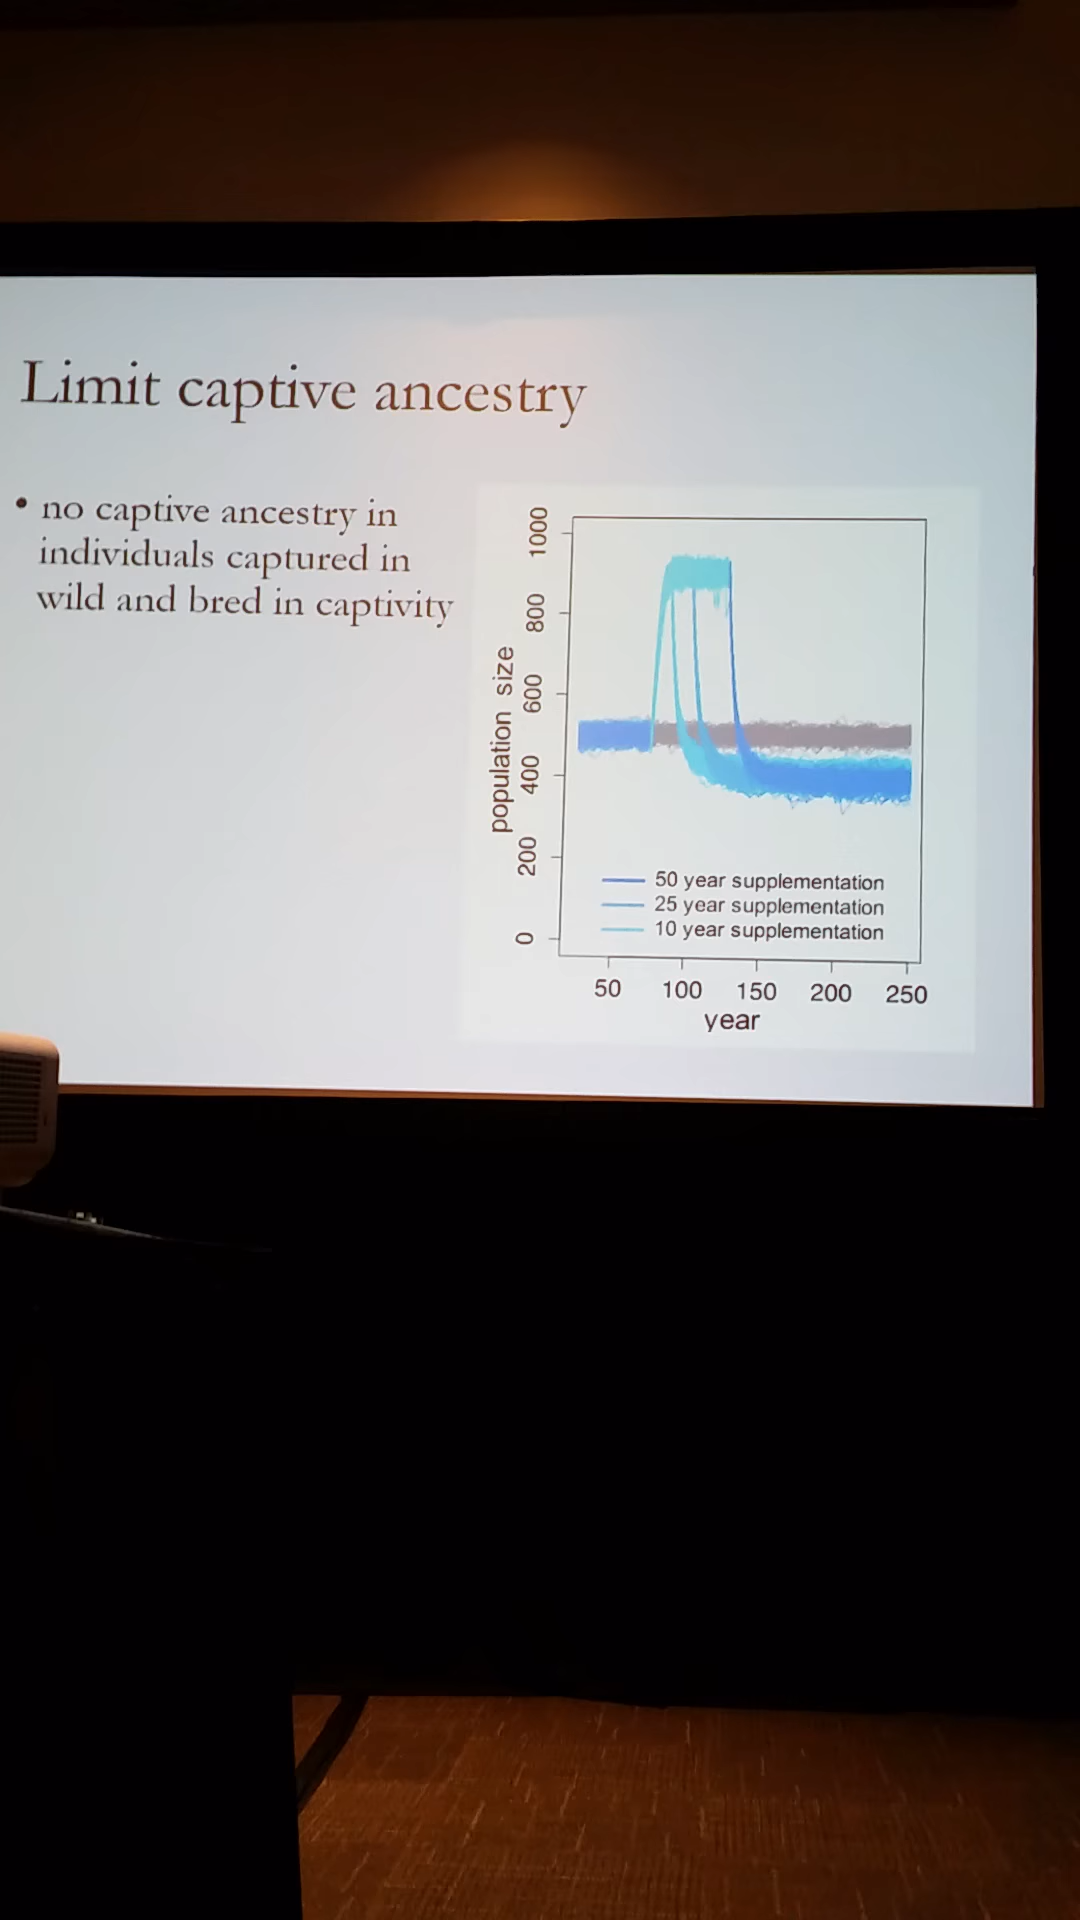 Limit captive ancestry
• no captive ancestry in
individuals captured in
wild and bred in captivity
population size
1000
800
600
400
200
0
50 year supplementation
25 year supplementation
10 year supplementation
50 100 150 200 250
year